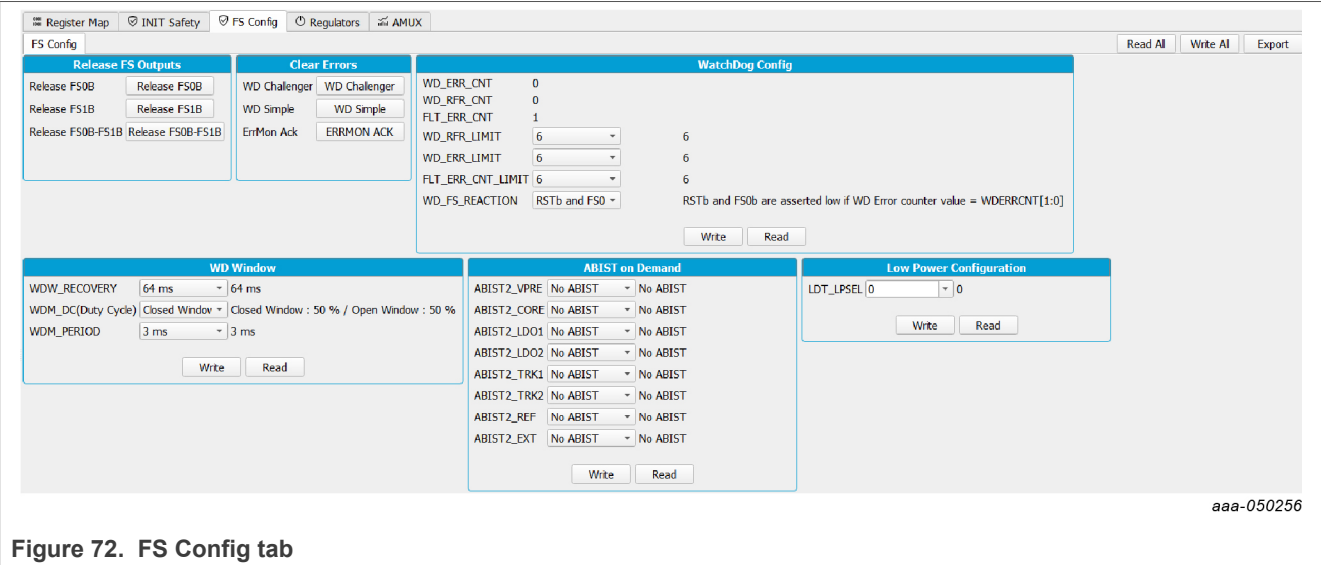 Register Map INIT Safety FS Config Regulators AMUX
FS Config Read All Write All Export
Release FS Outputs
Release FS0B Release FS0B
Release FS1B Release FS1B
Release FS0B-FS1B Release FS0B-FS1B
Clear Errors
WD Challenger WD Challenger
WD Simple WD Simple
ErrMon Ack ERRMON ACK
WatchDog Config
WD_ERR_CNT 0
WD_RFR_CNT 0
FLT_ERR_CNT 1
WD_RFR_LIMIT 6 6
WD_ERR_LIMIT 6 6
FLT_ERR_CNT_LIMIT 6 6
WD_FS_REACTION RSTb and FS0 RSTb and FS0b are asserted low if WD Error counter value = WDERRCNT[1:0]
Write Read
WD Window
WDW_RECOVERY 64 ms 64 ms
WDM_DC(Duty Cycle) Closed Window Closed Window : 50 % / Open Window : 50 %
WDM_PERIOD 3 ms 3 ms
Write Read
ABIST on Demand
ABIST2_VPRE No ABIST No ABIST
ABIST2_CORE No ABIST No ABIST
ABIST2_LDO1 No ABIST No ABIST
ABIST2_LDO2 No ABIST No ABIST
ABIST2_TRK1 No ABIST No ABIST
ABIST2_TRK2 No ABIST No ABIST
ABIST2_REF No ABIST No ABIST
ABIST2_EXT No ABIST No ABIST
Write Read
Low Power Configuration
LDT_LPSEL 0 0
Write Read
aaa-050256
Figure 72. FS Config tab